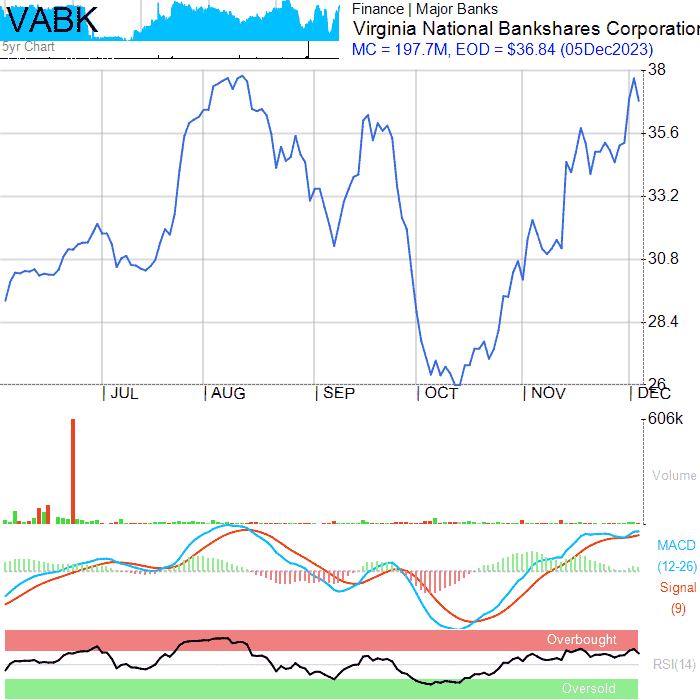 VABK
5yr Chart
Finance | Major Banks
Virginia National Bankshares Corporation
MC = 197.7M, EOD = $36.84 (05Dec2023)
38
35.6
33.2
30.8
28.4
26
| JUL | AUG | SEP | OCT | NOV | DEC
606k
Volume
MACD
(12-26)
Signal
(9)
Overbought
RSI(14)
Oversold